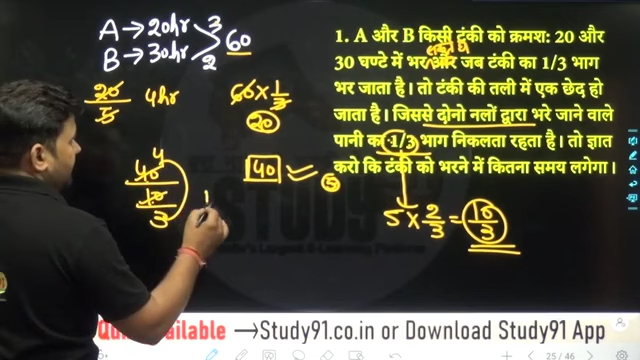 A → 20hr 3
B → 30hr 2
60
20/5 4hr
60 × 1/3
20
40 4
10
3
40
5
1. A और B किसी टंकी को क्रमश: 20 और
30 घण्टे में भर और जब टंकी का 1/3 भाग
भर जाता है। तो टंकी की तली में एक छेद हो
जाता है। जिससे दोनो नलों द्वारा भरे जाने वाले
पानी का 1/3 भाग निकलता रहता है। तो ज्ञात
करो कि टंकी को भरने में कितना समय लगेगा।
5 × 2/3 = 10/3
STUDY91
Available → Study91.co.in or Download Study91 App
25 / 46